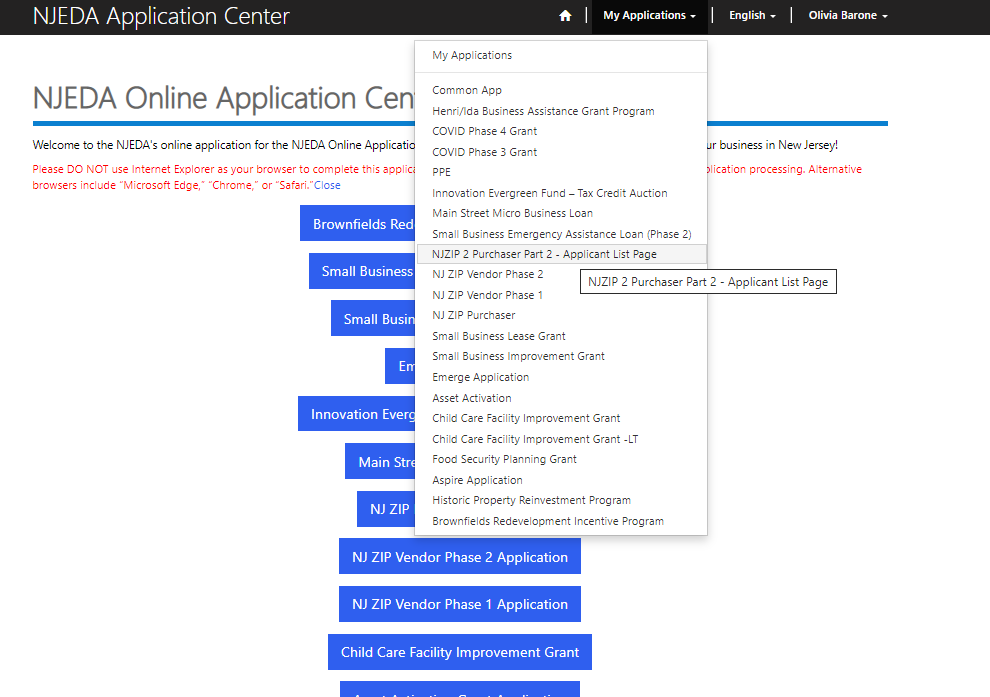 NJEDA Application Center
My Applications
English
Olivia Barone
My Applications
Common App
Henri/Ida Business Assistance Grant Program
COVID Phase 4 Grant
COVID Phase 3 Grant
PPE
Innovation Evergreen Fund – Tax Credit Auction
Main Street Micro Business Loan
Small Business Emergency Assistance Loan (Phase 2)
NJZIP 2 Purchaser Part 2 - Applicant List Page
NJ ZIP Vendor Phase 2
NJZIP 2 Purchaser Part 2 - Applicant List Page
NJ ZIP Vendor Phase 1
NJ ZIP Purchaser
Small Business Lease Grant
Small Business Improvement Grant
Emerge Application
Asset Activation
Child Care Facility Improvement Grant
Child Care Facility Improvement Grant -LT
Food Security Planning Grant
Aspire Application
Historic Property Reinvestment Program
Brownfields Redevelopment Incentive Program
NJEDA Online Application Cen
Welcome to the NJEDA's online application for the NJEDA Online Applicatio ur business in New Jersey!
Please DO NOT use Internet Explorer as your browser to complete this applica plication processing. Alternative
browsers include "Microsoft Edge," "Chrome," or "Safari."Close
Brownfields Red
Small Business
Small Busin
Em
Innovation Everg
Main Stre
NJ ZIP
NJ ZIP Vendor Phase 2 Application
NJ ZIP Vendor Phase 1 Application
Child Care Facility Improvement Grant